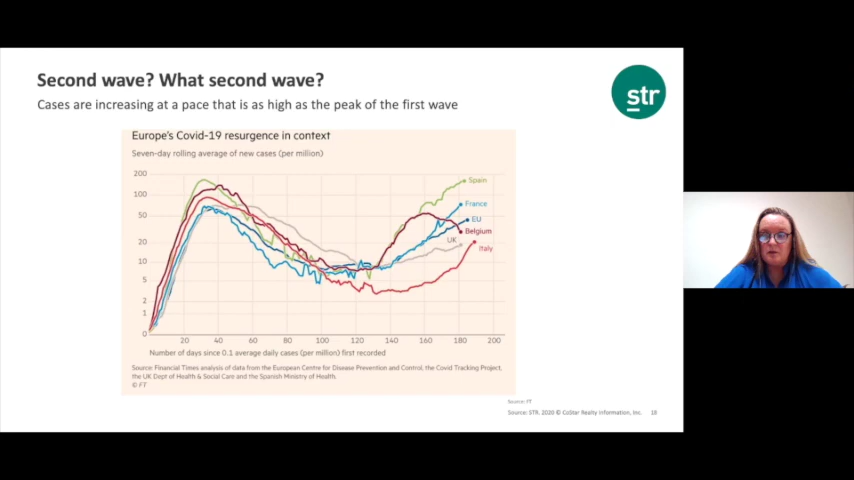 Second wave? What second wave?
Cases are increasing at a pace that is as high as the peak of the first wave
str
Europe's Covid-19 resurgence in context
Seven-day rolling average of new cases (per million)
200
100
50
20
10
5
2
1
0
Spain
France
EU
Belgium
UK
Italy
20 40 60 80 100 120 140 160 180 200
Number of days since 0.1 average daily cases (per million) first recorded
Source: Financial Times analysis of data from the European Centre for Disease Prevention and Control, the Covid Tracking Project,
the UK Dept of Health & Social Care and the Spanish Ministry of Health.
© FT
Source: FT
Source: STR. 2020 © CoStar Realty Information, Inc. 18